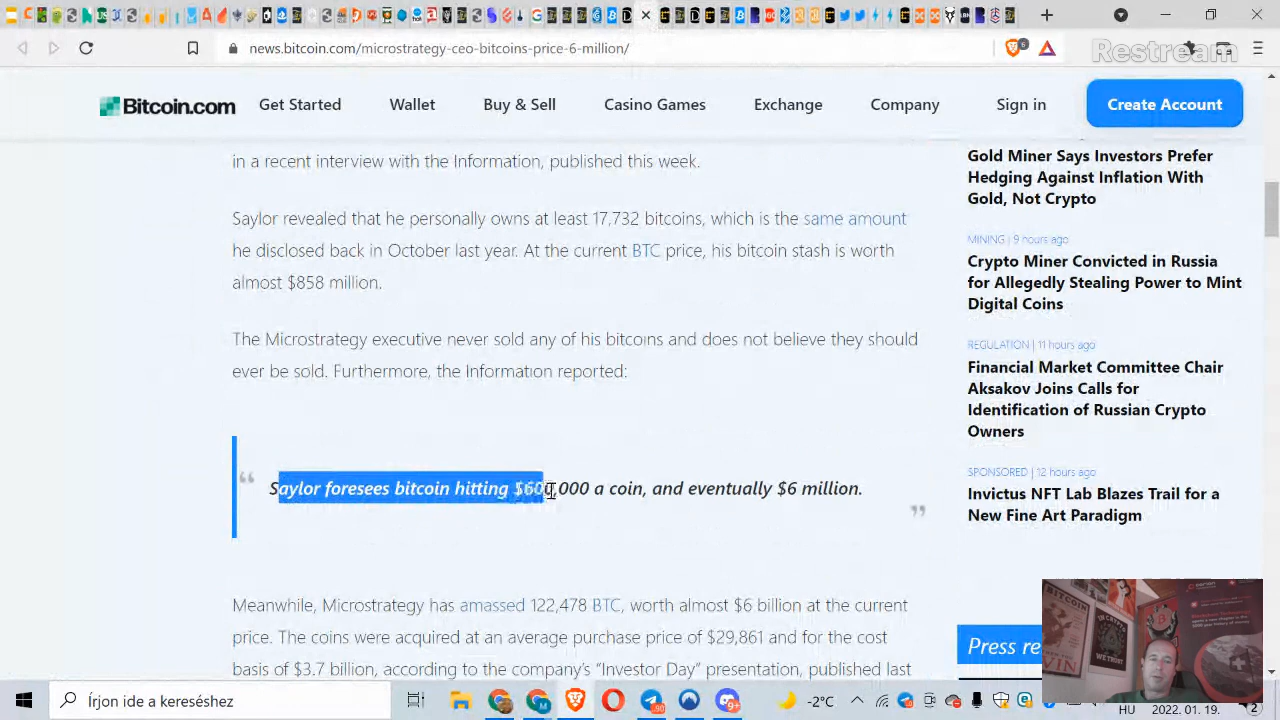 news.bitcoin.com/microstrategy-ceo-bitcoins-price-6-million/
6
Restream
Bitcoin.com
Get Started
Wallet
Buy & Sell
Casino Games
Exchange
Company
Sign in
Create Account
in a recent interview with the Information, published this week.
Saylor revealed that he personally owns at least 17,732 bitcoins, which is the same amount
he disclosed back in October last year. At the current BTC price, his bitcoin stash is worth
almost $858 million.
The Microstrategy executive never sold any of his bitcoins and does not believe they should
ever be sold. Furthermore, the Information reported:
“ Saylor foresees bitcoin hitting $600,000 a coin, and eventually $6 million. ”
Meanwhile, Microstrategy has amassed 122,478 BTC, worth almost $6 billion at the current
price. The coins were acquired at an average purchase price of $29,861 and for the cost
basis of $3.7 billion, according to the company’s “Investor Day” presentation, published last
Gold Miner Says Investors Prefer
Hedging Against Inflation With
Gold, Not Crypto
MINING | 9 hours ago
Crypto Miner Convicted in Russia
for Allegedly Stealing Power to Mint
Digital Coins
REGULATION | 11 hours ago
Financial Market Committee Chair
Aksakov Joins Calls for
Identification of Russian Crypto
Owners
SPONSORED | 12 hours ago
Invictus NFT Lab Blazes Trail for a
New Fine Art Paradigm
Press re
BITCOIN
IN CRYPTO
WE TRUST
Írjon ide a kereséshez
90
9+
-2°C
HU
2022. 01. 19.